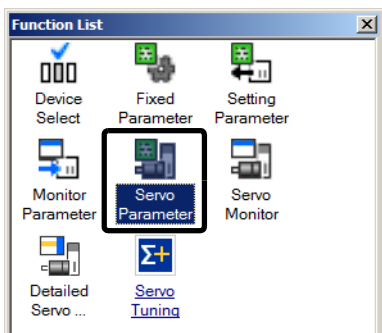 Function List
Device Fixed Setting
Select Parameter Parameter
Monitor Servo Servo
Parameter Parameter Monitor
Σ+
Detailed Servo
Servo ... Tuning